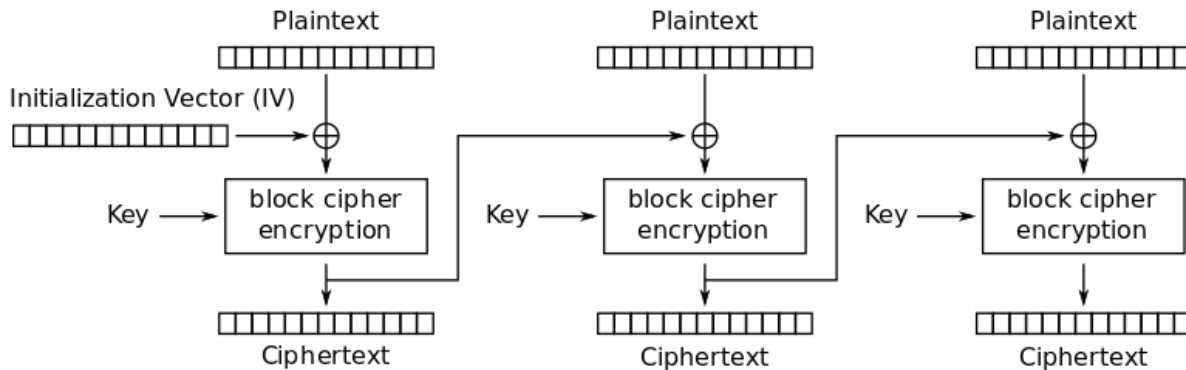 Plaintext
Plaintext
Plaintext
Initialization Vector (IV)
Key
block cipher
encryption
Key
block cipher
encryption
Key
block cipher
encryption
Ciphertext
Ciphertext
Ciphertext